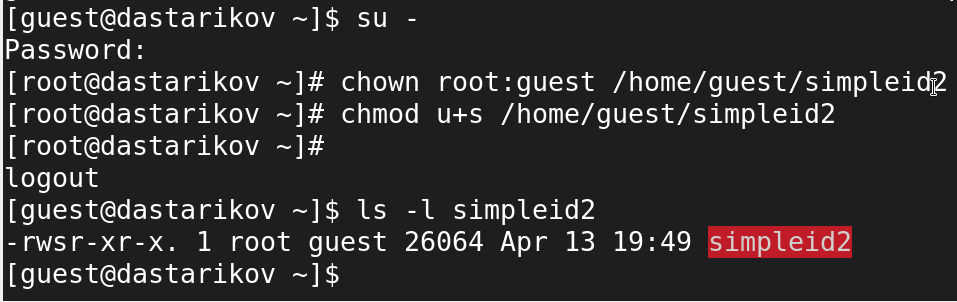 [guest@dastarikov ~]$ su -
Password:
[root@dastarikov ~]# chown root:guest /home/guest/simpleid2
[root@dastarikov ~]# chmod u+s /home/guest/simpleid2
[root@dastarikov ~]#
logout
[guest@dastarikov ~]$ ls -l simpleid2
-rwsr-xr-x. 1 root guest 26064 Apr 13 19:49 simpleid2
[guest@dastarikov ~]$